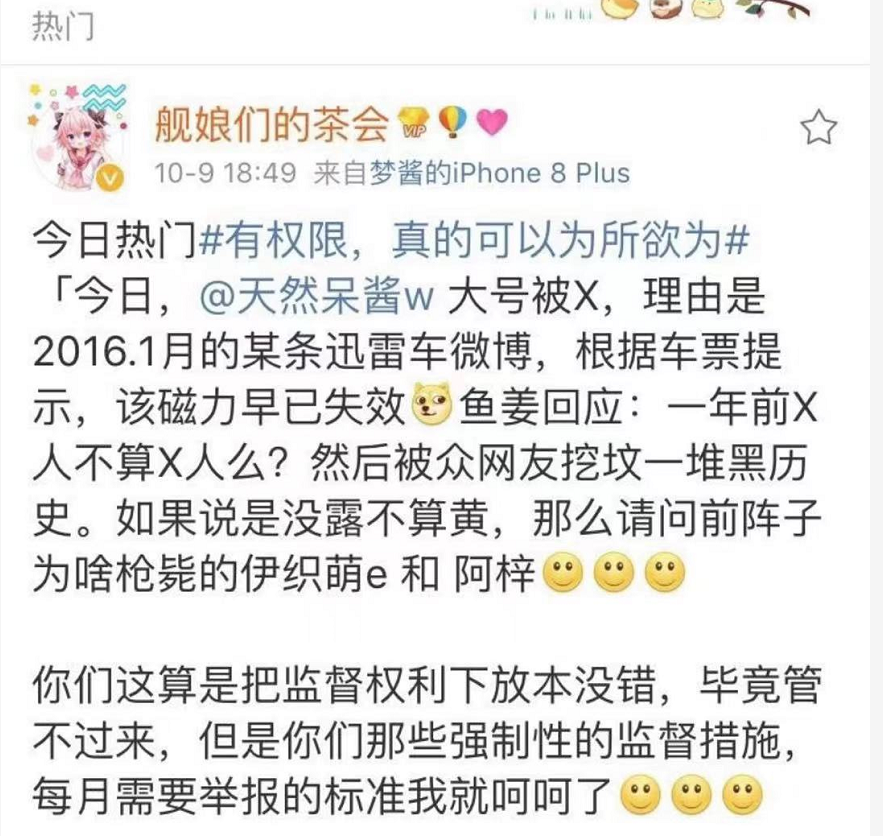 热门
舰娘们的茶会
VIP
10-9 18:49 来自梦酱的iPhone 8 Plus
今日热门#有权限，真的可以为所欲为#
「今日，@天然呆酱w 大号被X，理由是
2016.1月的某条迅雷车微博，根据车票提
示，该磁力早已失效鱼姜回应：一年前X
人不算X人么？然后被众网友挖坟一堆黑历
史。如果说是没露不算黄，那么请问前阵子
为啥枪毙的伊织萌e 和 阿梓
你们这算是把监督权利下放本没错，毕竟管
不过来，但是你们那些强制性的监督措施，
每月需要举报的标准我就呵呵了